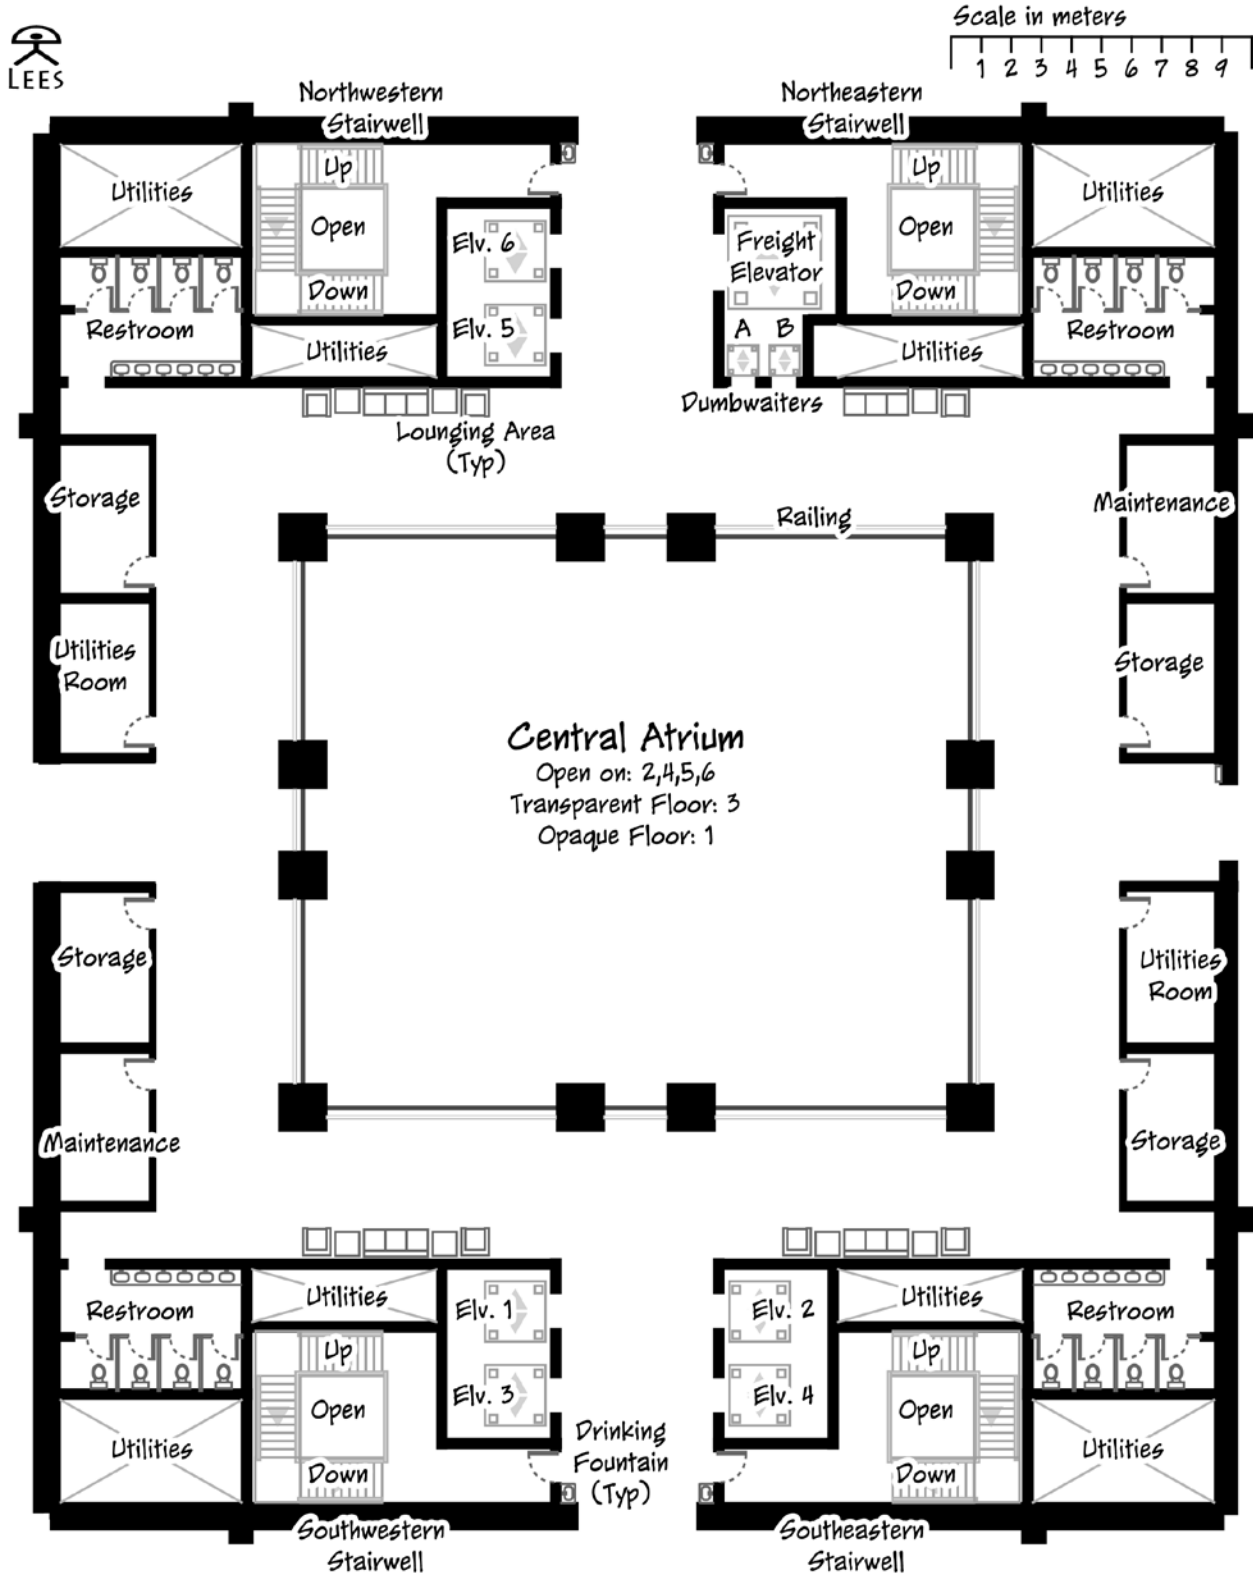 Scale in meters
1 2 3 4 5 6 7 8 9
LEES
Northwestern
Stairwell
Northeastern
Stairwell
Utilities
Up
Open
Down
Elv. 6
Elv. 5
Restroom
Utilities
Freight
Elevator
A B
Dumbwaiters
Up
Open
Down
Utilities
Utilities
Restroom
Lounging Area
(Typ)
Storage
Railing
Maintenance
Utilities
Room
Storage
Central Atrium
Open on: 2,4,5,6
Transparent Floor: 3
Opaque Floor: 1
Storage
Utilities
Room
Maintenance
Storage
Restroom
Utilities
Elv. 1
Elv. 3
Up
Open
Down
Utilities
Elv. 2
Elv. 4
Utilities
Restroom
Up
Open
Down
Utilities
Drinking
Fountain
(Typ)
Southwestern
Stairwell
Southeastern
Stairwell